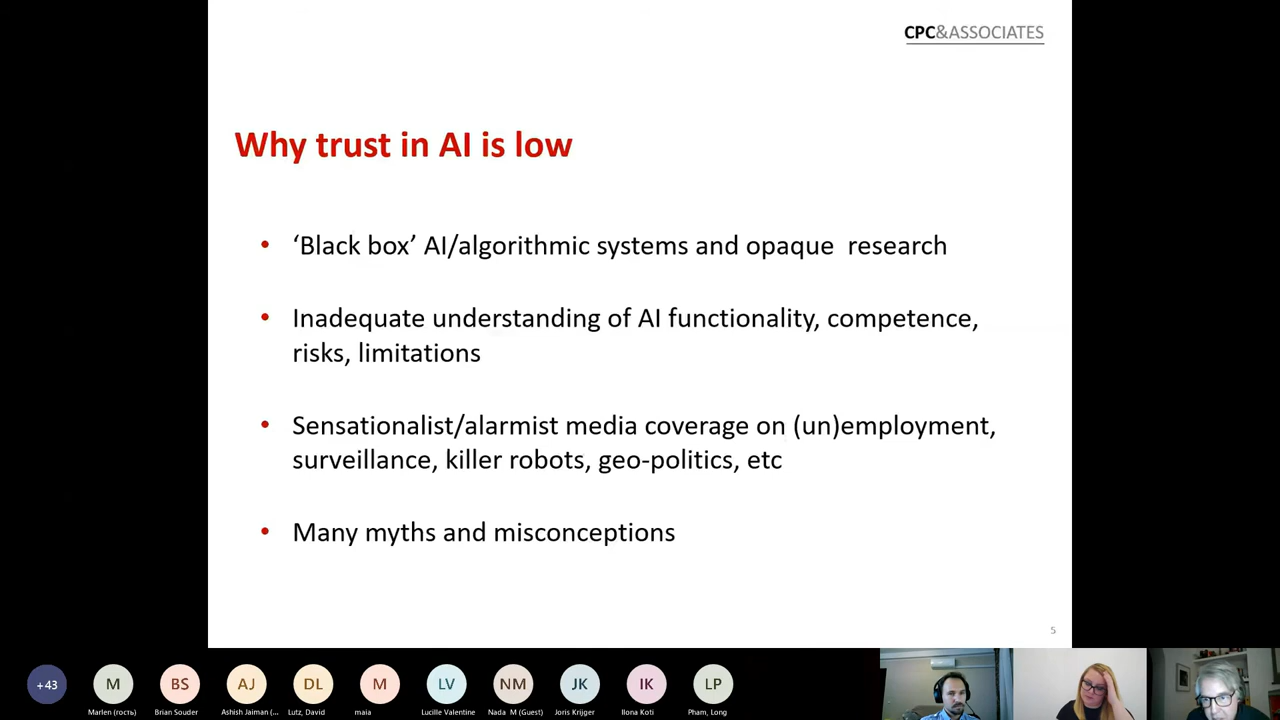 CPC&ASSOCIATES
Why trust in AI is low
• ‘Black box’ AI/algorithmic systems and opaque  research
• Inadequate understanding of AI functionality, competence,
risks, limitations
• Sensationalist/alarmist media coverage on (un)employment,
surveillance, killer robots, geo-politics, etc
• Many myths and misconceptions
5
+43
M
BS
AJ
DL
M
LV
NM
JK
IK
LP
Marlen (гость)
Brian Souder
Ashish Jaiman (...
Lutz, David
maia
Lucille Valentine
Nada  M (Guest)
Joris Krijger
Ilona Koti
Pham, Long